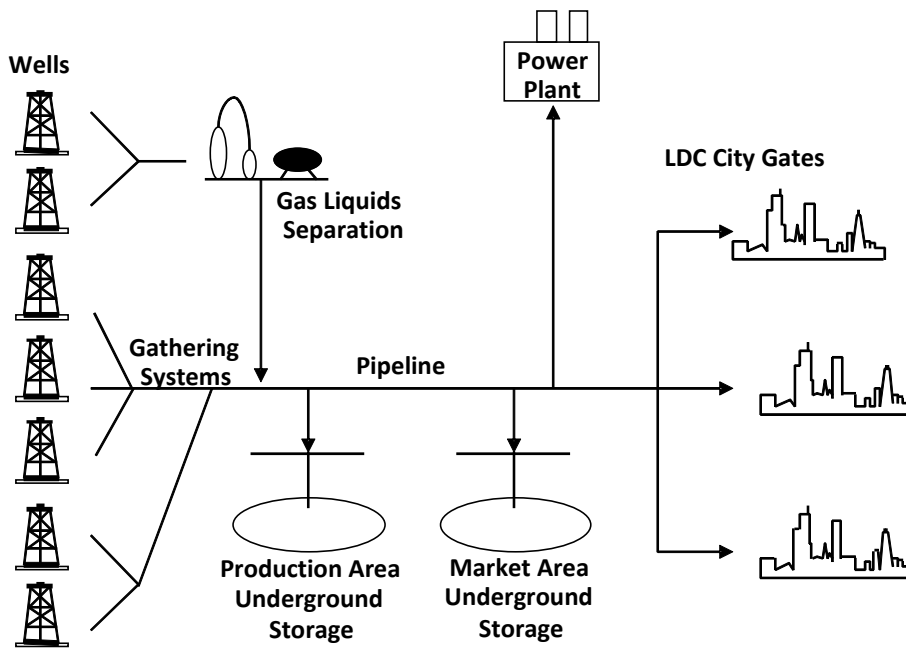 Wells
Power
Plant
LDC City Gates
Gas Liquids
Separation
Gathering
Systems
Pipeline
Production Area
Underground
Storage
Market Area
Underground
Storage